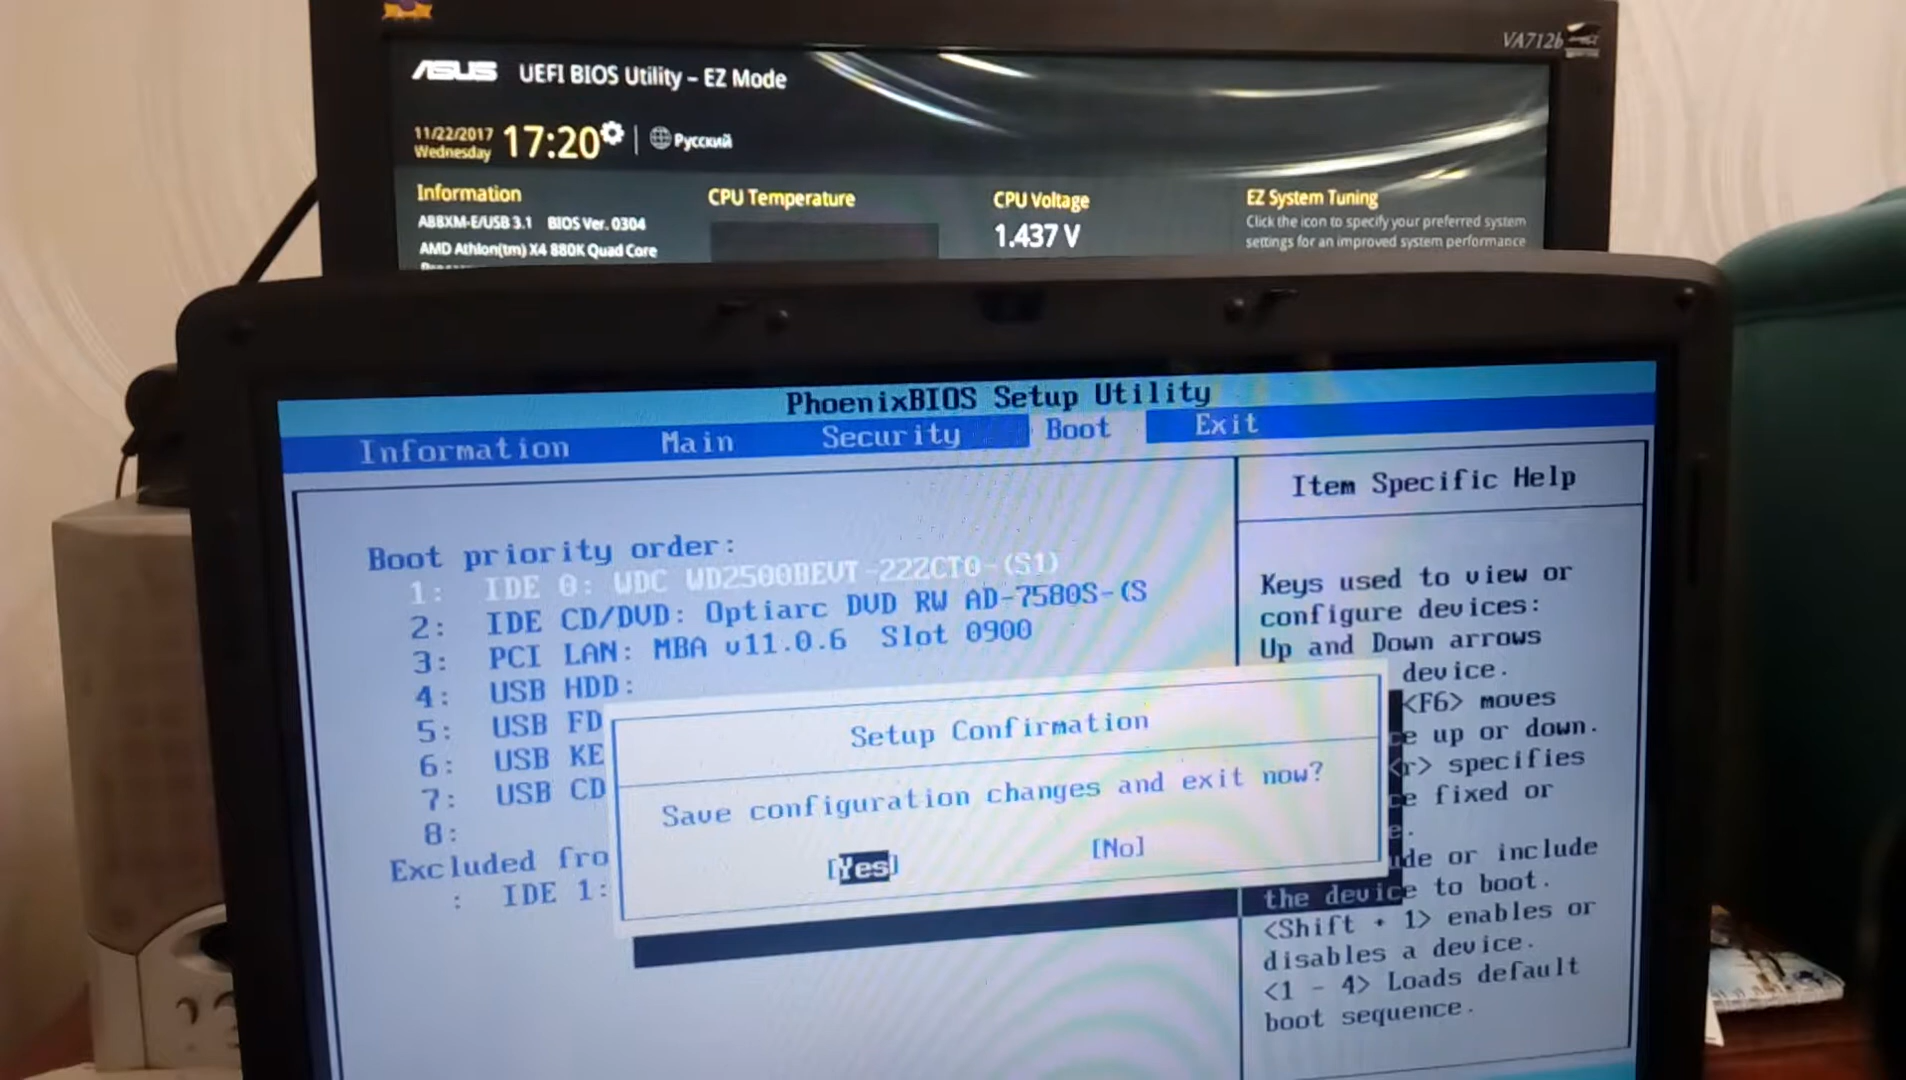 VA712b
ASUS UEFI BIOS Utility – EZ Mode
11/22/2017
Wednesday
17:20
Русский
Information
A88XM-E/USB 3.1 BIOS Ver. 0304
AMD Athlon(tm) X4 880K Quad Core
CPU Temperature
CPU Voltage
1.437 V
EZ System Tuning
Click the icon to specify your preferred system
settings for an improved system performance
PhoenixBIOS Setup Utility
Information Main Security Boot Exit
Boot priority order:
1: IDE 0: WDC WD2500BEVT-22ZCT0-(S1)
2: IDE CD/DVD: Optiarc DVD RW AD-7580S-(S
3: PCI LAN: MBA v11.0.6 Slot 0900
4: USB HDD:
5: USB FD
6: USB KE
7: USB CD
8:
Excluded fro
: IDE 1:
Setup Confirmation
Save configuration changes and exit now?
[Yes] [No]
Item Specific Help
Keys used to view or
configure devices:
Up and Down arrows
device.
<F6> moves
ce up or down.
<r> specifies
ce fixed or
e.
ude or include
the device to boot.
<Shift + 1> enables or
disables a device.
<1 - 4> Loads default
boot sequence.